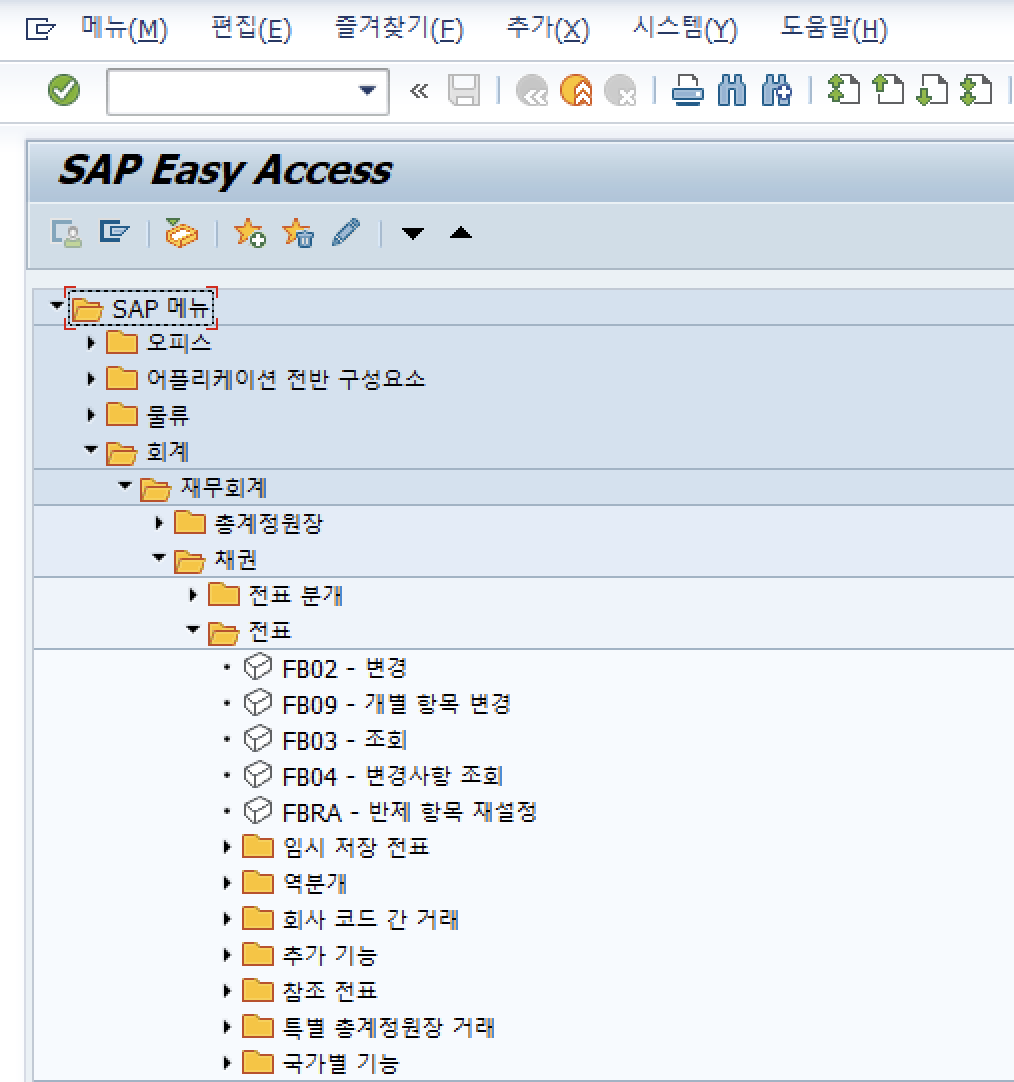 메뉴(M) 편집(E) 즐겨찾기(F) 추가(X) 시스템(Y) 도움말(H)
SAP Easy Access
SAP 메뉴
오피스
어플리케이션 전반 구성요소
물류
회계
재무회계
총계정원장
채권
전표 분개
전표
FB02 - 변경
FB09 - 개별 항목 변경
FB03 - 조회
FB04 - 변경사항 조회
FBRA - 반제 항목 재설정
임시 저장 전표
역분개
회사 코드 간 거래
추가 기능
참조 전표
특별 총계정원장 거래
국가별 기능